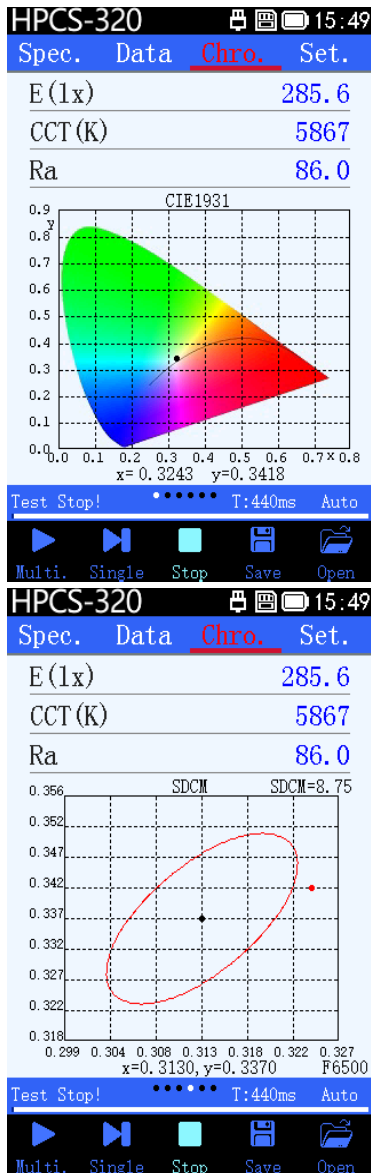 HPCS-320 15:49
Spec. Data Chro. Set.
E(lx) 285.6
CCT(K) 5867
Ra 86.0
CIE1931
0.9
y
0.8
0.7
0.6
0.5
0.4
0.3
0.2
0.1
0.0
0.0 0.1 0.2 0.3 0.4 0.5 0.6 0.7 x 0.8
x= 0.3243 y=0.3418
Test Stop! T:440ms Auto
Multi. Single Stop Save Open
HPCS-320 15:49
Spec. Data Chro. Set.
E(lx) 285.6
CCT(K) 5867
Ra 86.0
0.356 SDCM SDCM=8.75
0.352
0.347
0.342
0.337
0.332
0.327
0.322
0.318
0.299 0.304 0.308 0.313 0.318 0.322 0.327
x=0.3130, y=0.3370 F6500
Test Stop! T:440ms Auto
Multi. Single Stop Save Open